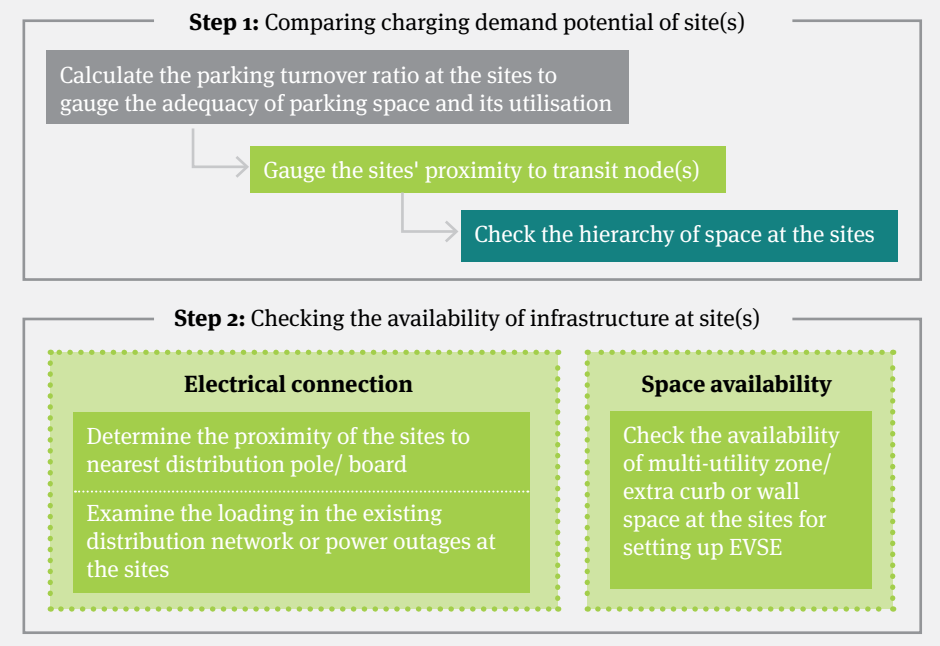 Step 1: Comparing charging demand potential of site(s)
Calculate the parking turnover ratio at the sites to
gauge the adequacy of parking space and its utilisation
Gauge the sites' proximity to transit node(s)
Check the hierarchy of space at the sites
Step 2: Checking the availability of infrastructure at site(s)
Electrical connection
Determine the proximity of the sites to
nearest distribution pole/ board
Examine the loading in the existing
distribution network or power outages at
the sites
Space availability
Check the availability
of multi-utility zone/
extra curb or wall
space at the sites for
setting up EVSE